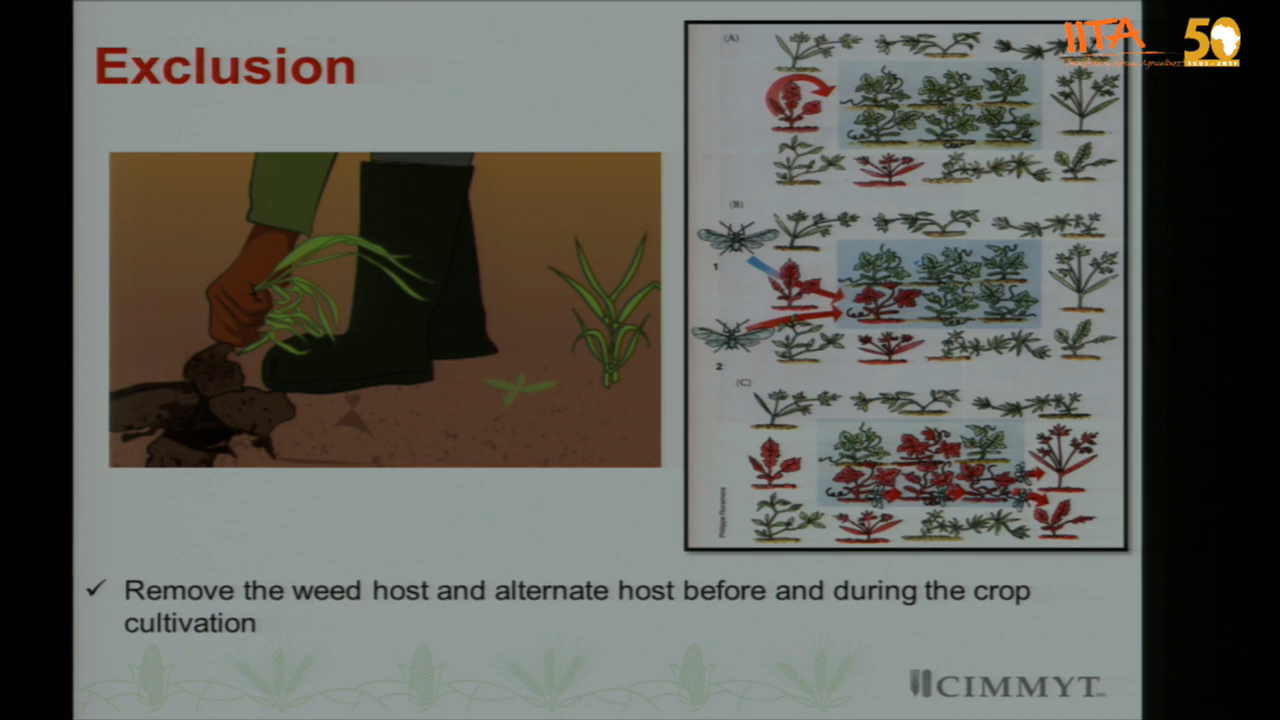 Exclusion
(A)
(B)
1
2
(C)
✓ Remove the weed host and alternate host before and during the crop
cultivation
CIMMYT
IITA
50